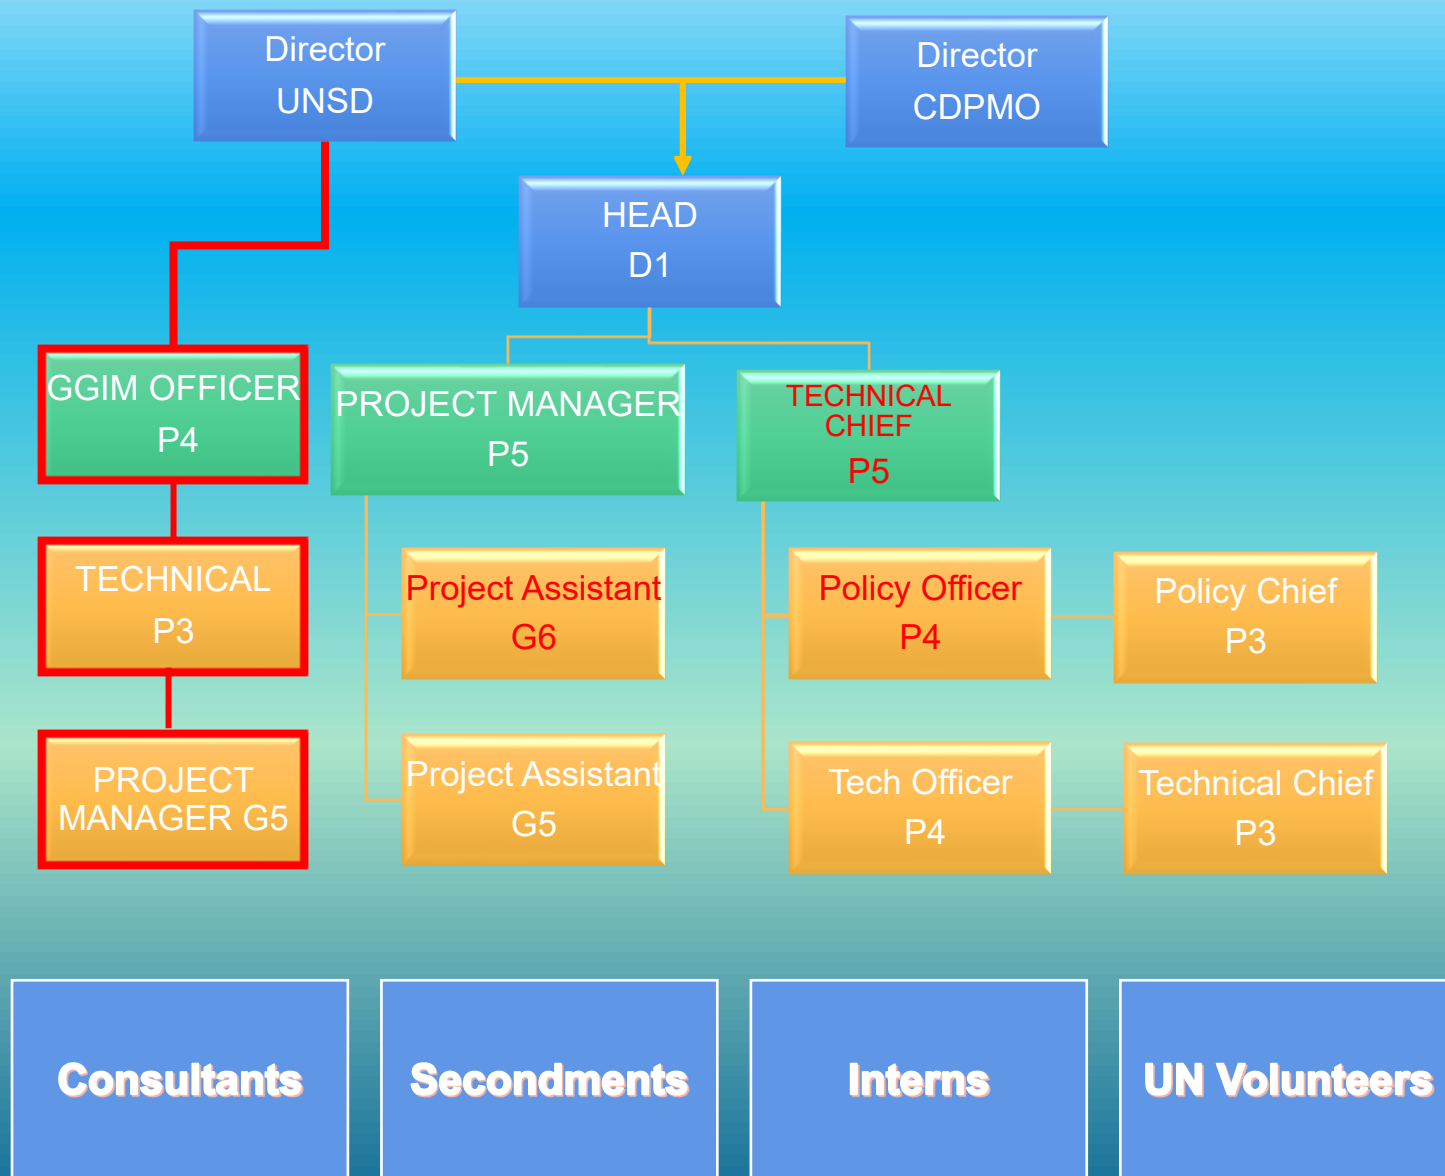 Director
UNSD
Director
CDPMO
HEAD
D1
GGIM OFFICER
P4
PROJECT MANAGER
P5
TECHNICAL
CHIEF
P5
TECHNICAL
P3
Project Assistant
G6
Policy Officer
P4
Policy Chief
P3
PROJECT
MANAGER G5
Project Assistant
G5
Tech Officer
P4
Technical Chief
P3
Consultants
Secondments
Interns
UN Volunteers